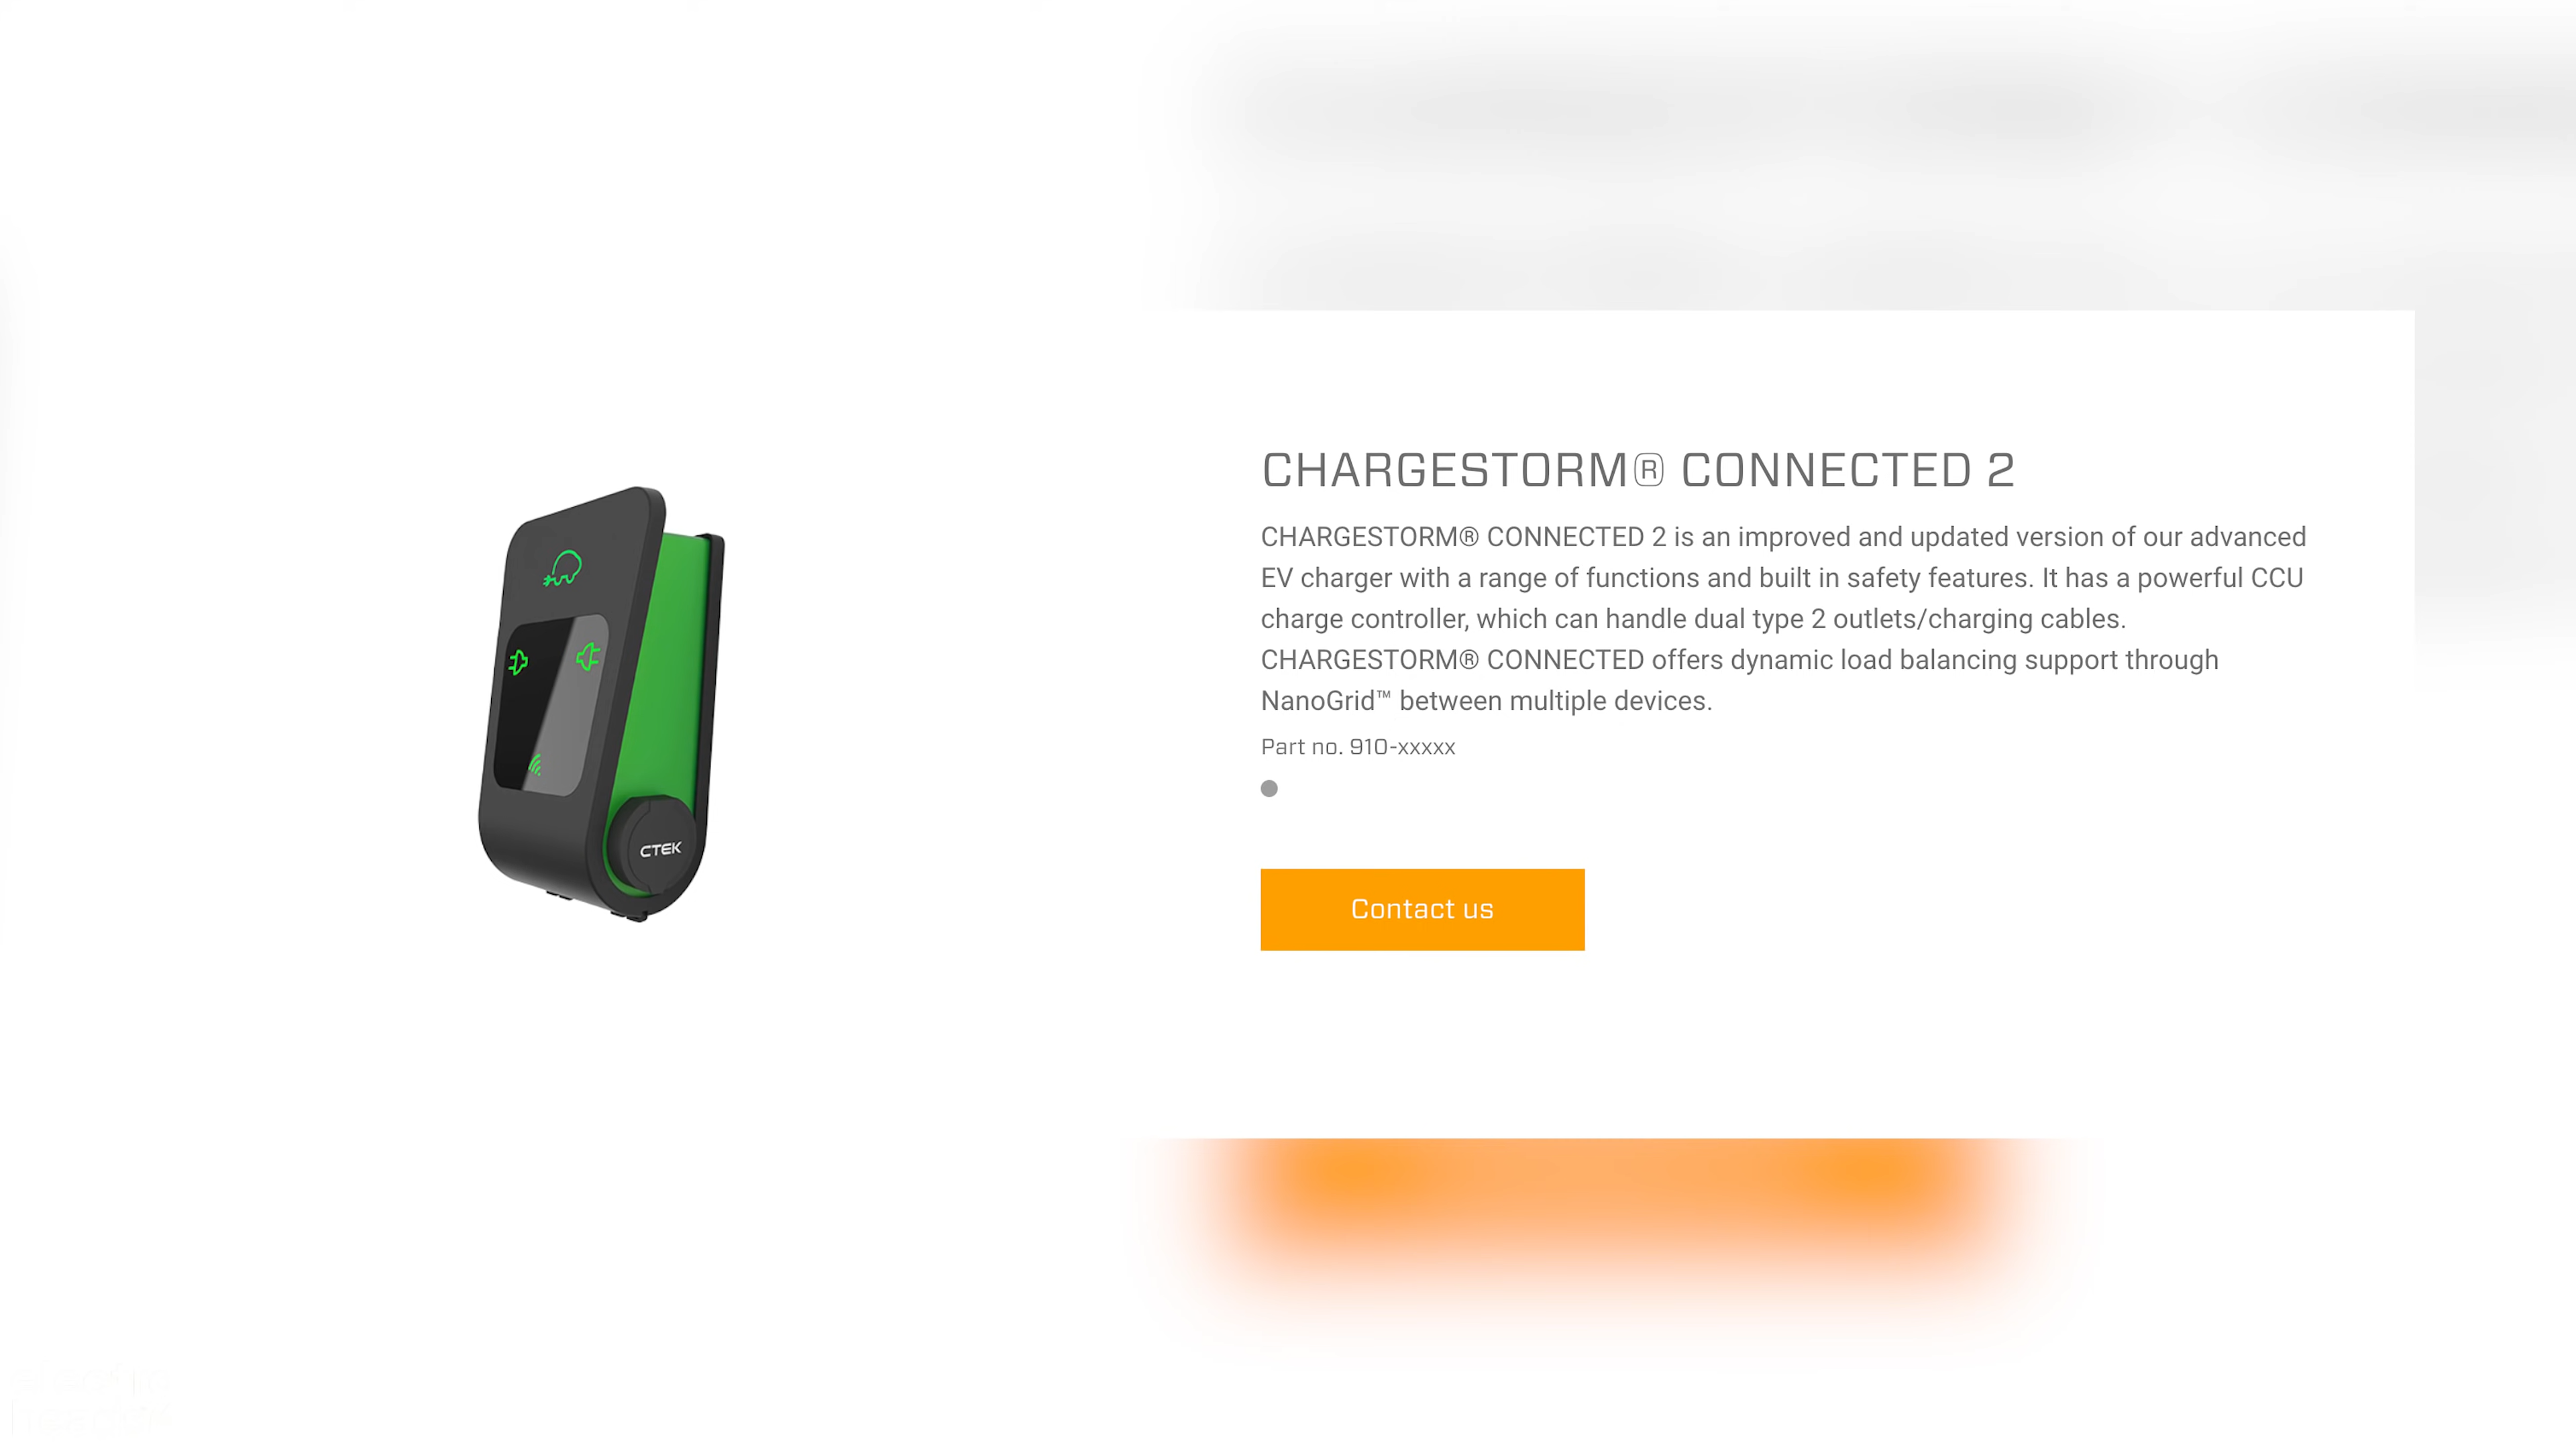 CHARGESTORM® CONNECTED 2
CHARGESTORM® CONNECTED 2 is an improved and updated version of our advanced
EV charger with a range of functions and built in safety features. It has a powerful CCU
charge controller, which can handle dual type 2 outlets/charging cables.
CHARGESTORM® CONNECTED offers dynamic load balancing support through
NanoGrid™ between multiple devices.
Part no. 910-xxxxx
CTEK
Contact us